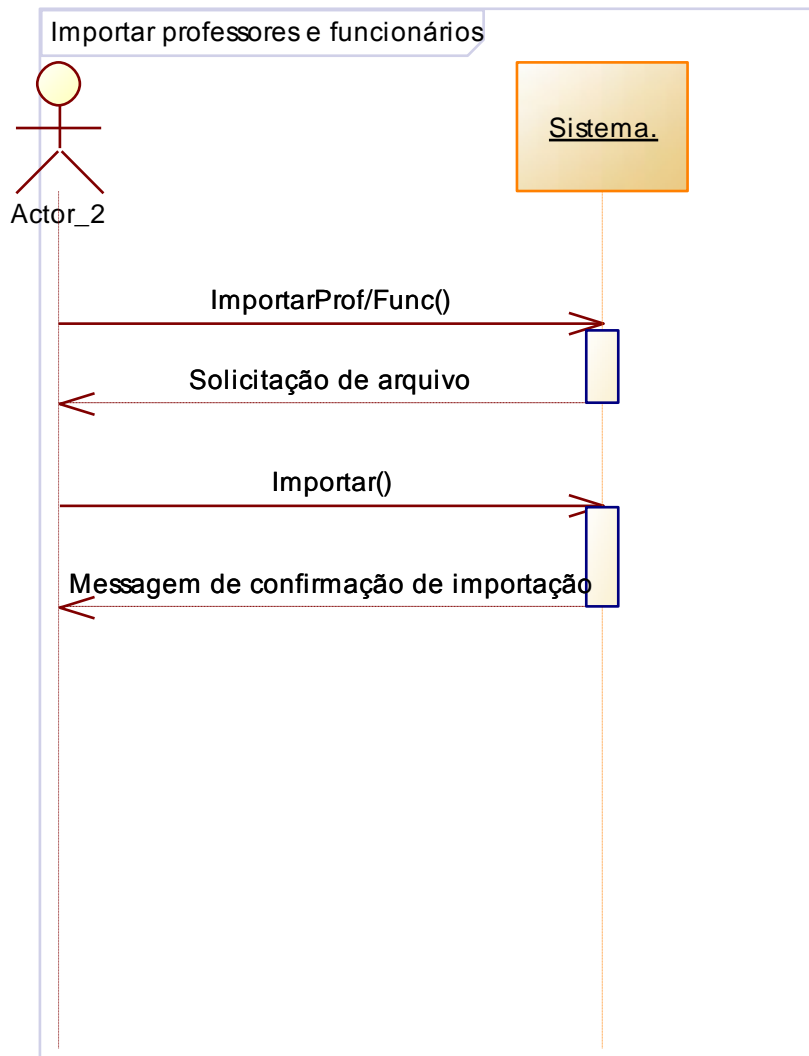 Importar professores e funcionários
Sistema.
Actor_2
ImportarProf/Func()
Solicitação de arquivo
Importar()
Messagem de confirmação de importação